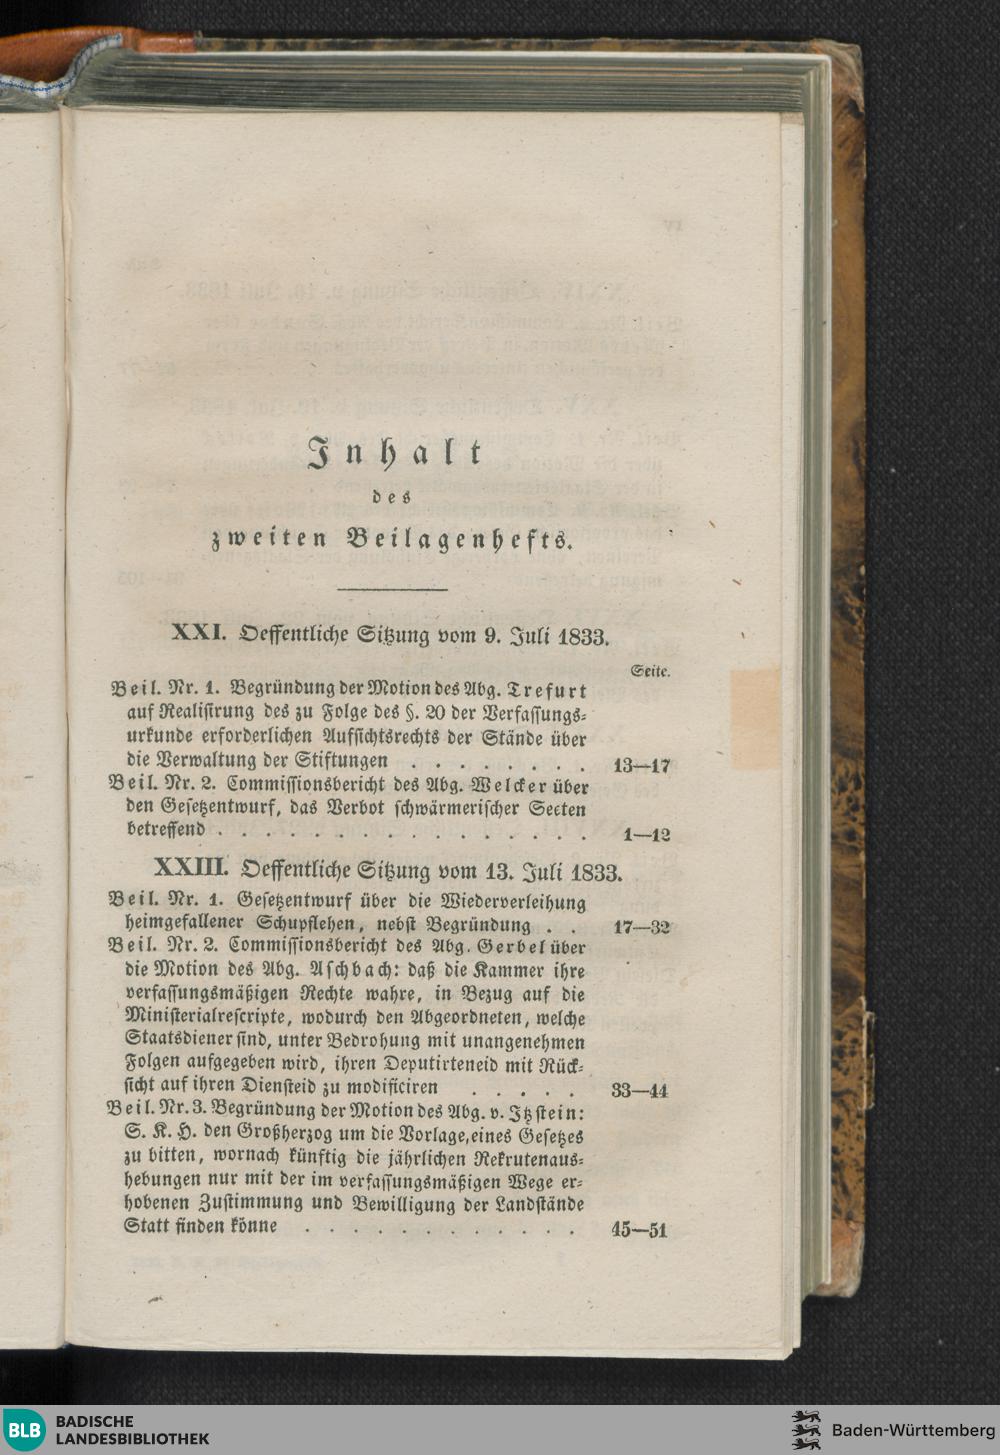 Inhalt
des
zweiten Beilagenhefts.
XXI. Oeffentliche Sitzung vom 9. Juli 1833.
Seite.
Beil. Nr. 1. Begründung der Motion des Abg. Trefurt
auf Realisirung des zu Folge des §. 20 der Verfassungs-
urkunde erforderlichen Aufsichtsrechts der Stände über
die Verwaltung der Stiftungen . . . . . . . . 13—17
Beil. Nr. 2. Commissionsbericht des Abg. Welcker über
den Gesetzentwurf, das Verbot schwärmerischer Secten
betreffend . . . . . . . . . . . . . . . . 1—12
XXIII. Oeffentliche Sitzung vom 13. Juli 1833.
Beil. Nr. 1. Gesetzentwurf über die Wiederverleihung
heimgefallener Schupflehen, nebst Begründung . . 17—32
Beil. Nr. 2. Commissionsbericht des Abg. Gerbel über
die Motion des Abg. Aschbach: daß die Kammer ihre
verfassungsmäßigen Rechte wahre, in Bezug auf die
Ministerialrescripte, wodurch den Abgeordneten, welche
Staatsdiener sind, unter Bedrohung mit unangenehmen
Folgen aufgegeben wird, ihren Deputirteneid mit Rück-
sicht auf ihren Diensteid zu modificiren . . . . . 33—44
Beil. Nr. 3. Begründung der Motion des Abg. v. Itzstein:
S. K. H. den Großherzog um die Vorlage, eines Gesetzes
zu bitten, wornach künftig die jährlichen Rekrutenaus-
hebungen nur mit der im verfassungsmäßigen Wege er-
hobenen Zustimmung und Bewilligung der Landstände
Statt finden könne . . . . . . . . . . . . 45—51
BLB BADISCHE
LANDESBIBLIOTHEK
Baden-Württemberg